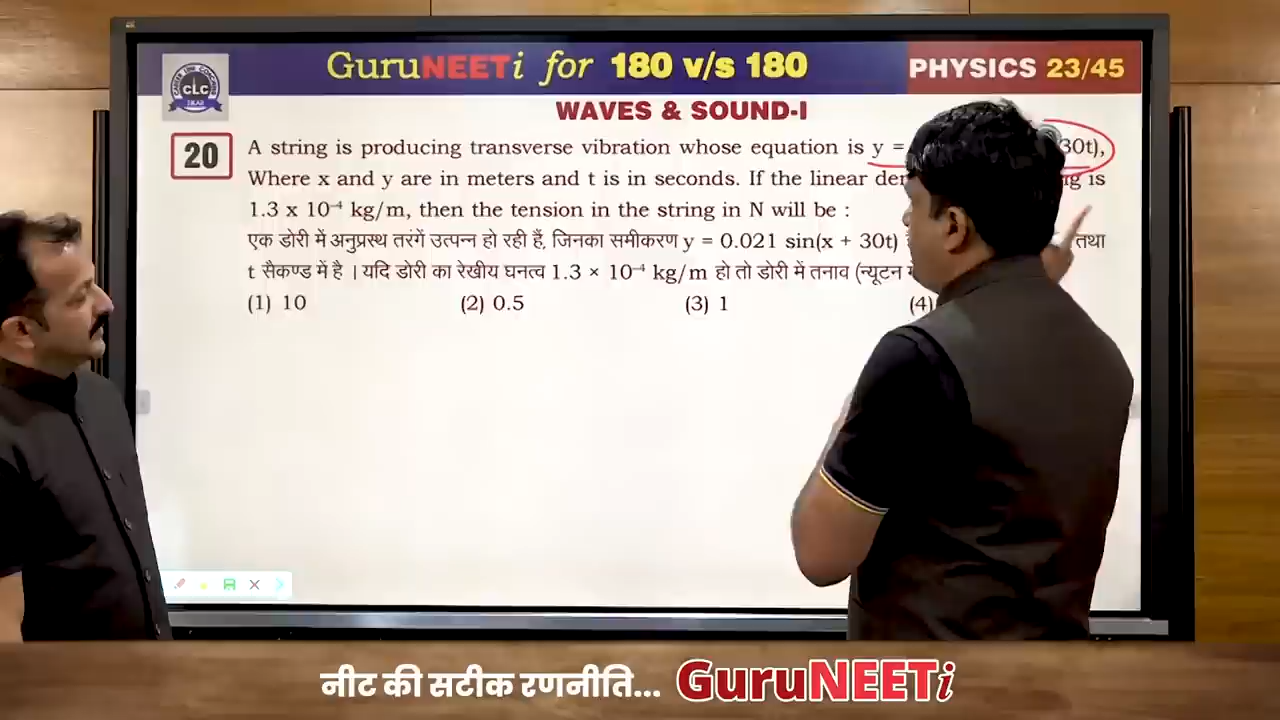 GuruNEETi for 180 v/s 180
PHYSICS 23/45
CLC
WAVES & SOUND-I
20
A string is producing transverse vibration whose equation is y = 30t),
Where x and y are in meters and t is in seconds. If the linear is
1.3 x 10⁻⁴ kg/m, then the tension in the string in N will be :
एक डोरी में अनुप्रस्थ तरंगें उत्पन्न हो रही हैं, जिनका समीकरण y = 0.021 sin(x + 30t) तथा
t सैकण्ड में है । यदि डोरी का रेखीय घनत्व 1.3 × 10⁻⁴ kg/m हो तो डोरी में तनाव (न्यूटन
(1) 10 (2) 0.5 (3) 1 (4)
नीट की सटीक रणनीति... GuruNEETi